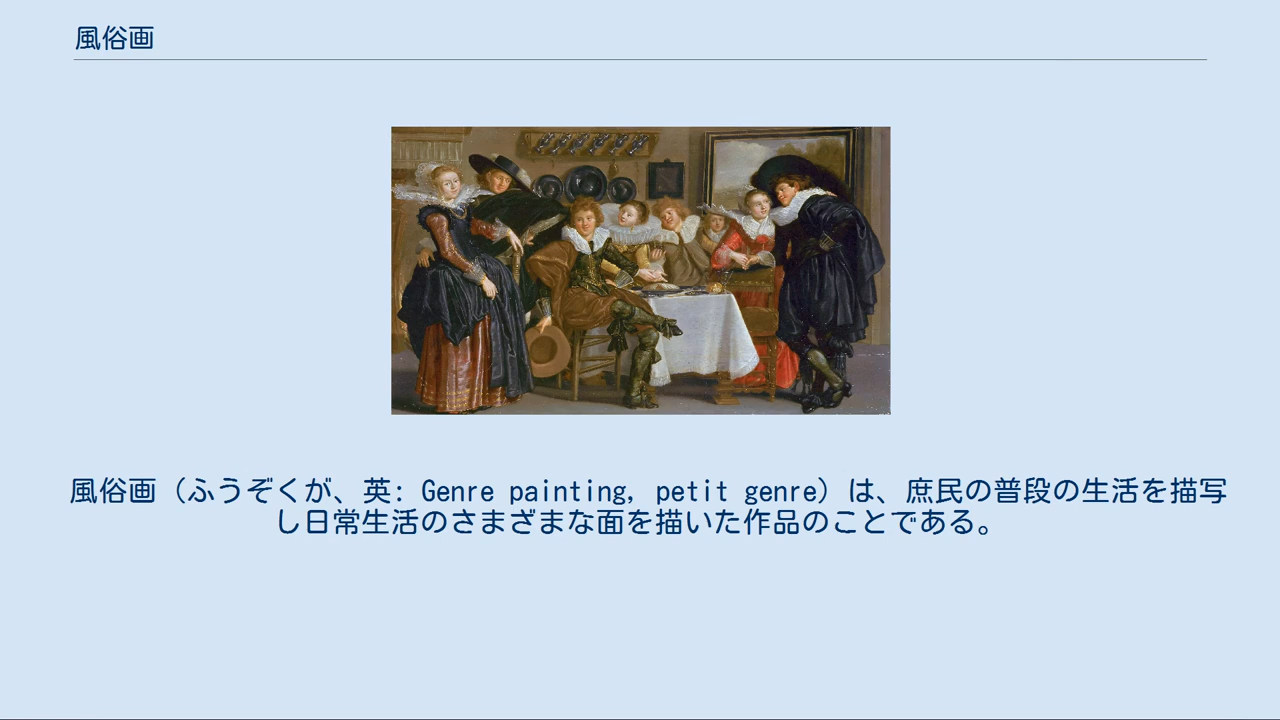 風俗画
風俗画（ふうぞくが、英: Genre painting, petit genre）は、庶民の普段の生活を描写
し日常生活のさまざまな面を描いた作品のことである。